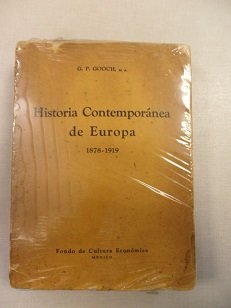 G. P. GOOCH, M. A.
Historia Contemporánea
de Europa
1878-1919
Fondo de Cultura Económica
MEXICO